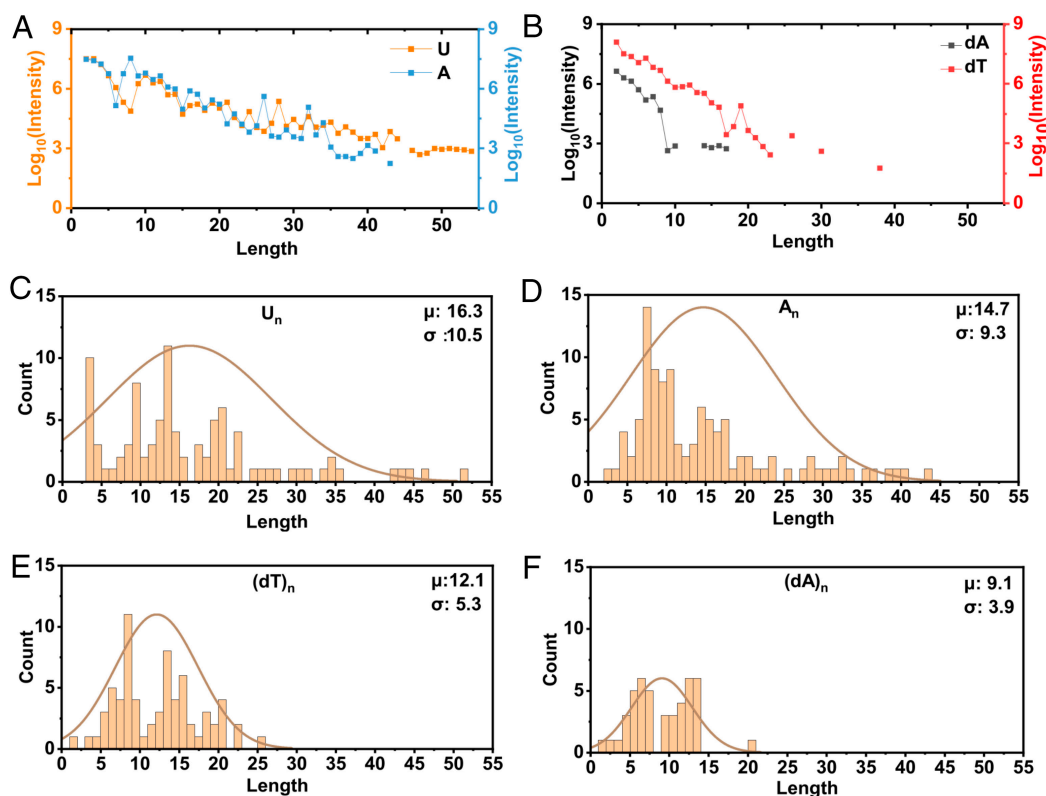 A
Log₁₀(Intensity)
9
6
3
0
U
A
9
6
3
0
Log₁₀(Intensity)
0 10 20 30 40 50
Length
B
Log₁₀(Intensity)
9
6
3
0
dA
dT
9
6
3
0
Log₁₀(Intensity)
0 10 20 30 40 50
Length
C
Count
15
10
5
0
Uₙ
μ: 16.3
σ :10.5
0 5 10 15 20 25 30 35 40 45 50 55
Length
D
Count
15
10
5
0
Aₙ
μ:14.7
σ: 9.3
0 5 10 15 20 25 30 35 40 45 50 55
Length
E
Count
15
10
5
0
(dT)ₙ
μ:12.1
σ: 5.3
0 5 10 15 20 25 30 35 40 45 50 55
Length
F
Count
15
10
5
0
(dA)ₙ
μ: 9.1
σ: 3.9
0 5 10 15 20 25 30 35 40 45 50 55
Length